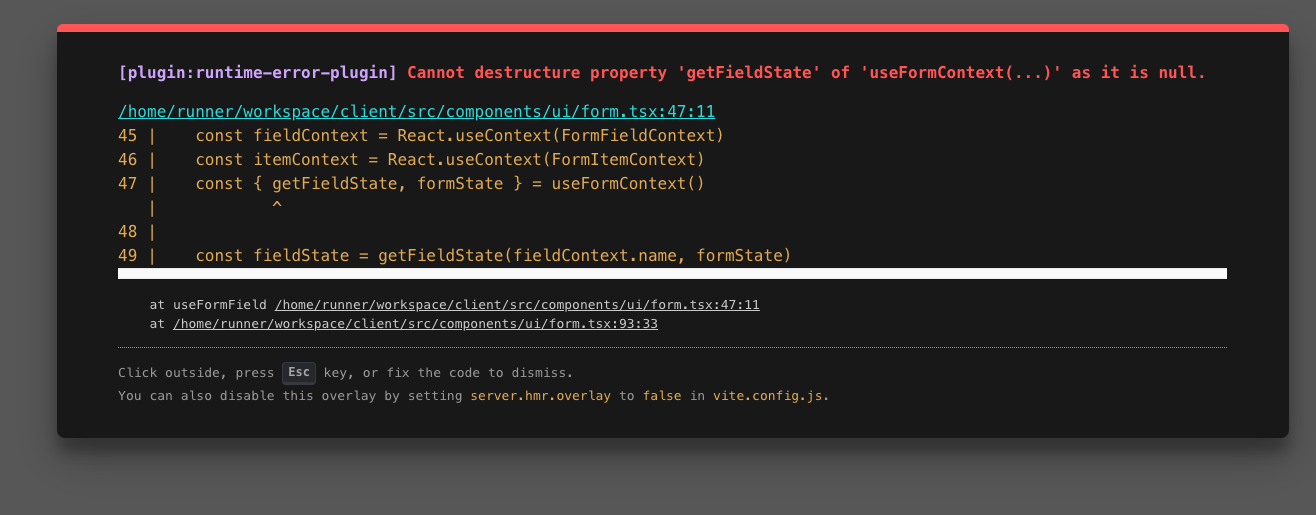 [plugin:runtime-error-plugin] Cannot destructure property 'getFieldState' of 'useFormContext(...)' as it is null.
/home/runner/workspace/client/src/components/ui/form.tsx:47:11
45 |    const fieldContext = React.useContext(FormFieldContext)
46 |    const itemContext = React.useContext(FormItemContext)
47 |    const { getFieldState, formState } = useFormContext()
   |            ^
48 |
49 |    const fieldState = getFieldState(fieldContext.name, formState)
at useFormField /home/runner/workspace/client/src/components/ui/form.tsx:47:11
at /home/runner/workspace/client/src/components/ui/form.tsx:93:33
Click outside, press Esc key, or fix the code to dismiss.
You can also disable this overlay by setting server.hmr.overlay to false in vite.config.js.